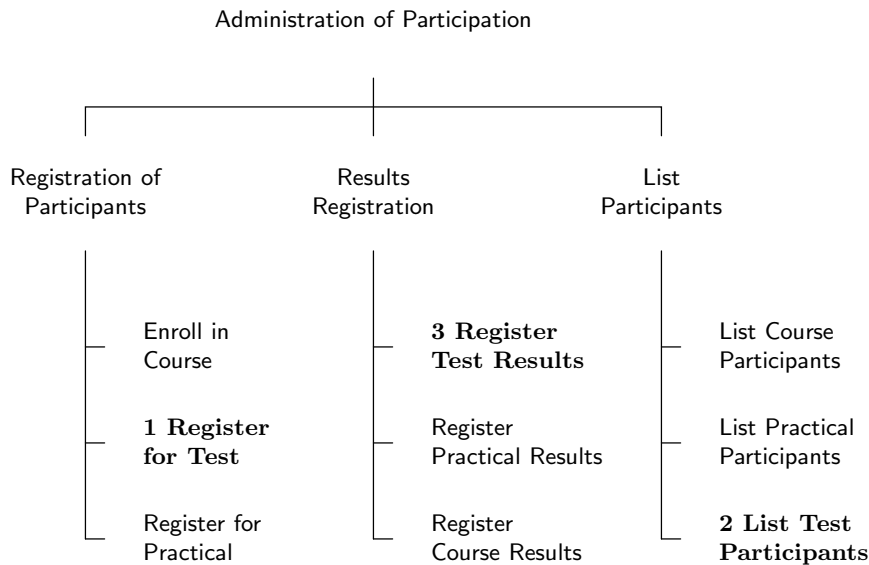 Administration of Participation
Registration of
Participants
Results
Registration
List
Participants
Enroll in
Course
1 Register
for Test
Register for
Practical
3 Register
Test Results
Register
Practical Results
Register
Course Results
List Course
Participants
List Practical
Participants
2 List Test
Participants